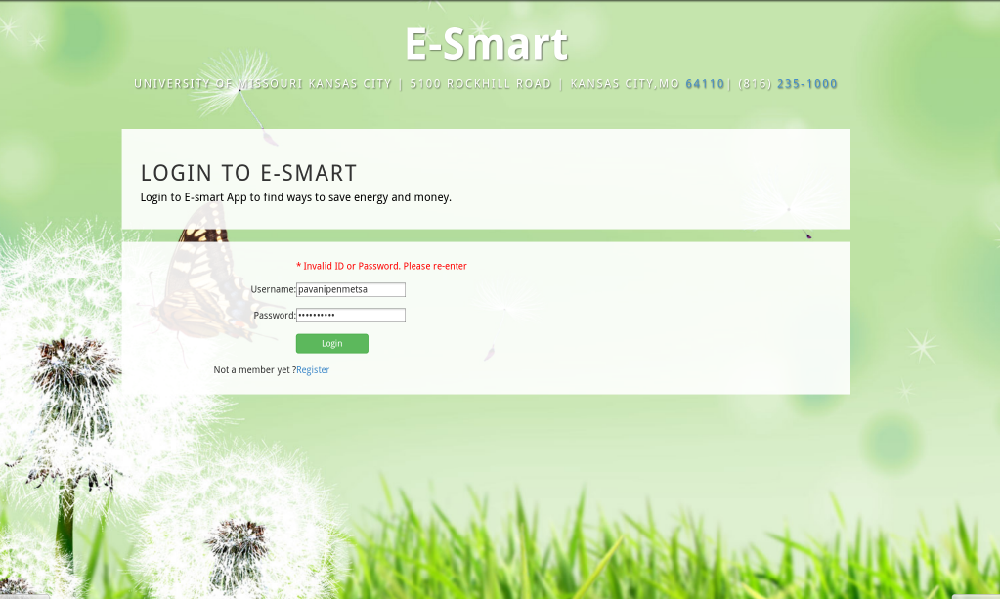 E-Smart
UNIVERSITY OF MISSOURI KANSAS CITY | 5100 ROCKHILL ROAD | KANSAS CITY,MO 64110| (816) 235-1000
LOGIN TO E-SMART
Login to E-smart App to find ways to save energy and money.
* Invalid ID or Password. Please re-enter
Username:pavanipenmetsa
Password:••••••••••
Login
Not a member yet ?Register